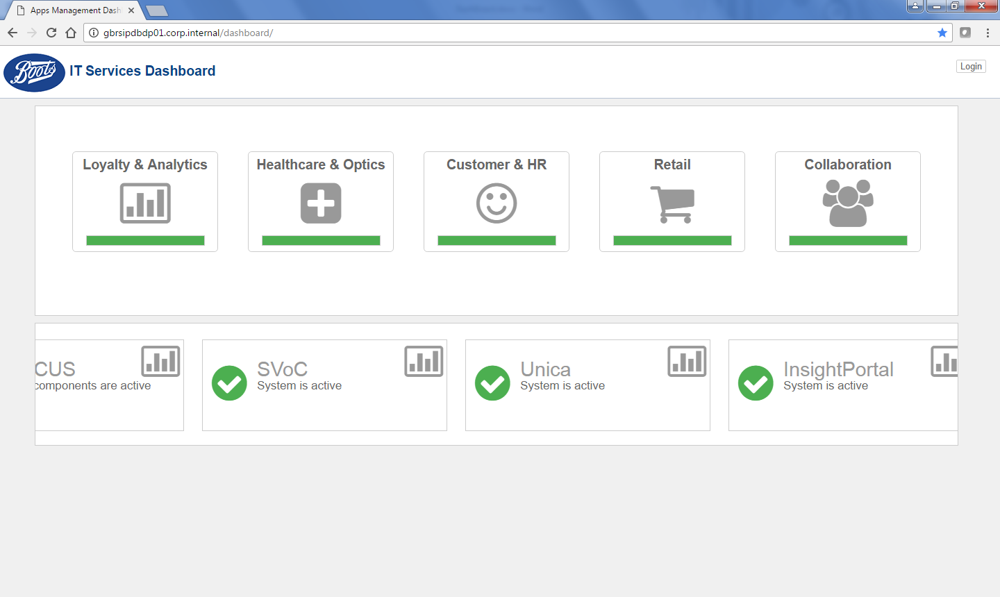 Apps Management Dash
gbrsipdbdp01.corp.internal/dashboard/
Boots
IT Services Dashboard
Login
Loyalty & Analytics
Healthcare & Optics
Customer & HR
Retail
Collaboration
CUS
components are active
SVoC
System is active
Unica
System is active
InsightPortal
System is active